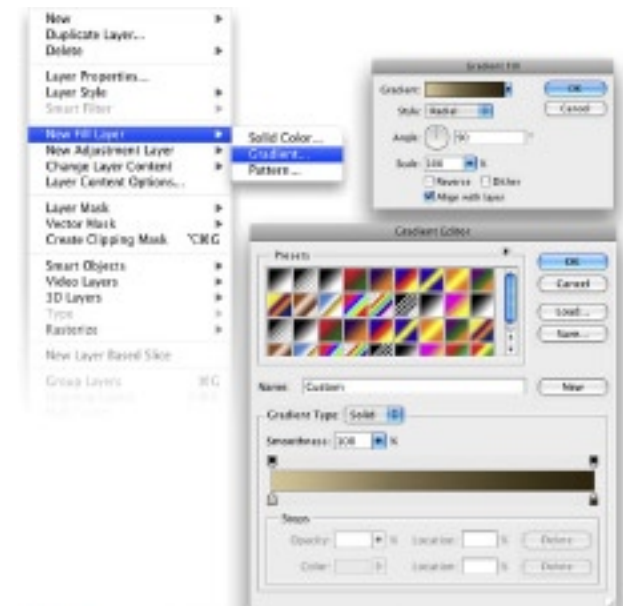 New
Duplicate Layer...
Delete
Layer Properties...
Layer Style
Smart Filter
New Fill Layer
New Adjustment Layer
Change Layer Content
Layer Content Options...
Layer Mask
Vector Mask
Create Clipping Mask ⌥⌘G
Smart Objects
Video Layers
3D Layers
Type
Rasterize
New Layer Based Slice
Group Layers ⌘G
Solid Color...
Gradient...
Pattern...
Gradient Fill
Gradient:
OK
Style: Radial
Cancel
Angle: 90 °
Scale: 100 %
Reverse Dither
Align with layer
Gradient Editor
Presets
OK
Cancel
Load...
Save...
Name: Custom
New
Gradient Type: Solid
Smoothness: 100 %
Stops
Opacity: % Location: % Delete
Color: Location: % Delete